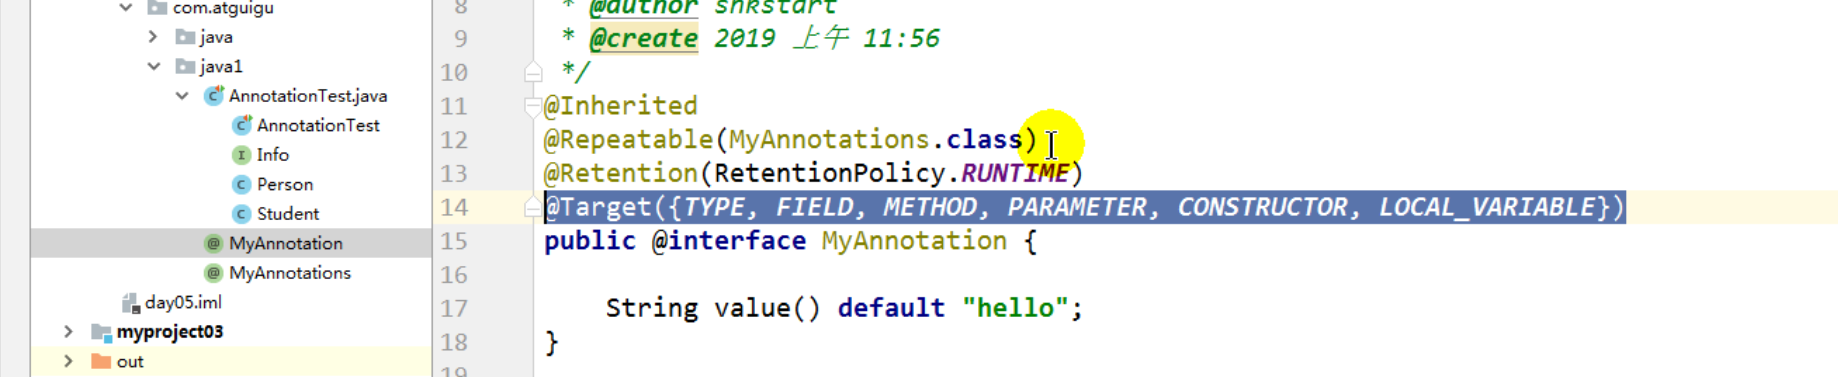 com.atguigu
java
java1
AnnotationTest.java
AnnotationTest
Info
Person
Student
MyAnnotation
MyAnnotations
day05.iml
myproject03
out
8 * @author shkstart
9 * @create 2019 上午 11:56
10 */
11 @Inherited
12 @Repeatable(MyAnnotations.class)
13 @Retention(RetentionPolicy.RUNTIME)
14 @Target({TYPE, FIELD, METHOD, PARAMETER, CONSTRUCTOR, LOCAL_VARIABLE})
15 public @interface MyAnnotation {
16
17 String value() default "hello";
18 }
19